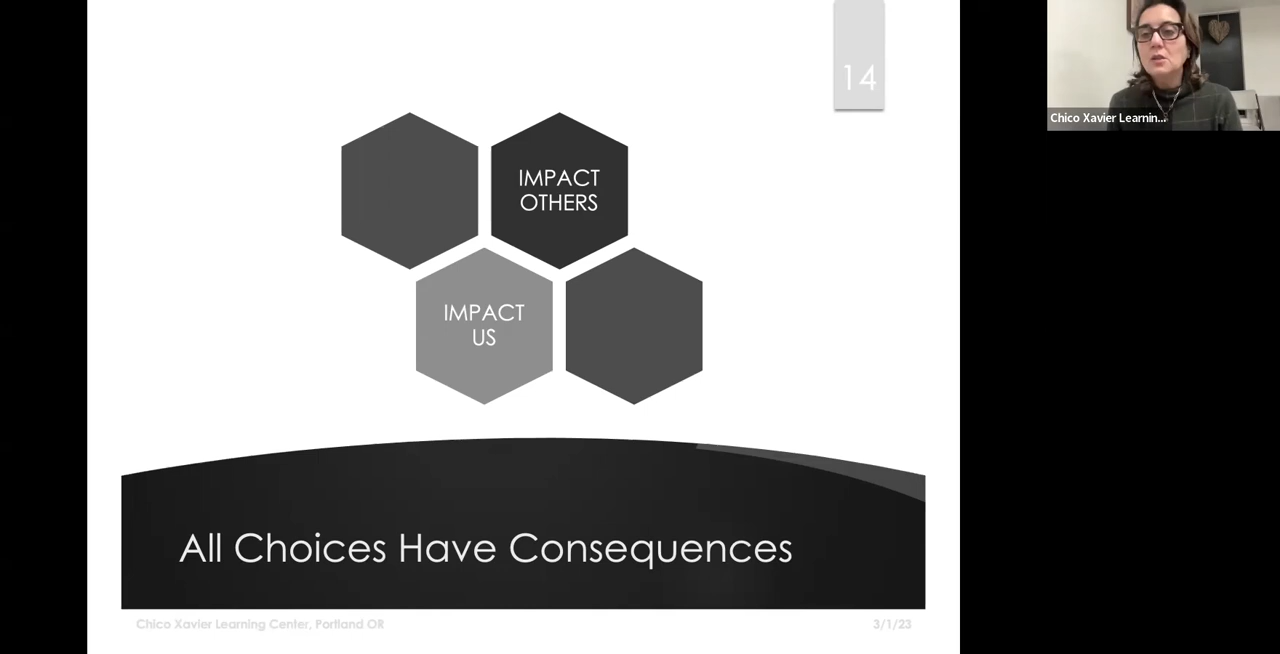 14
IMPACT
OTHERS
IMPACT
US
All Choices Have Consequences
Chico Xavier Learning Center, Portland OR
3/1/23
Chico Xavier Learnin...